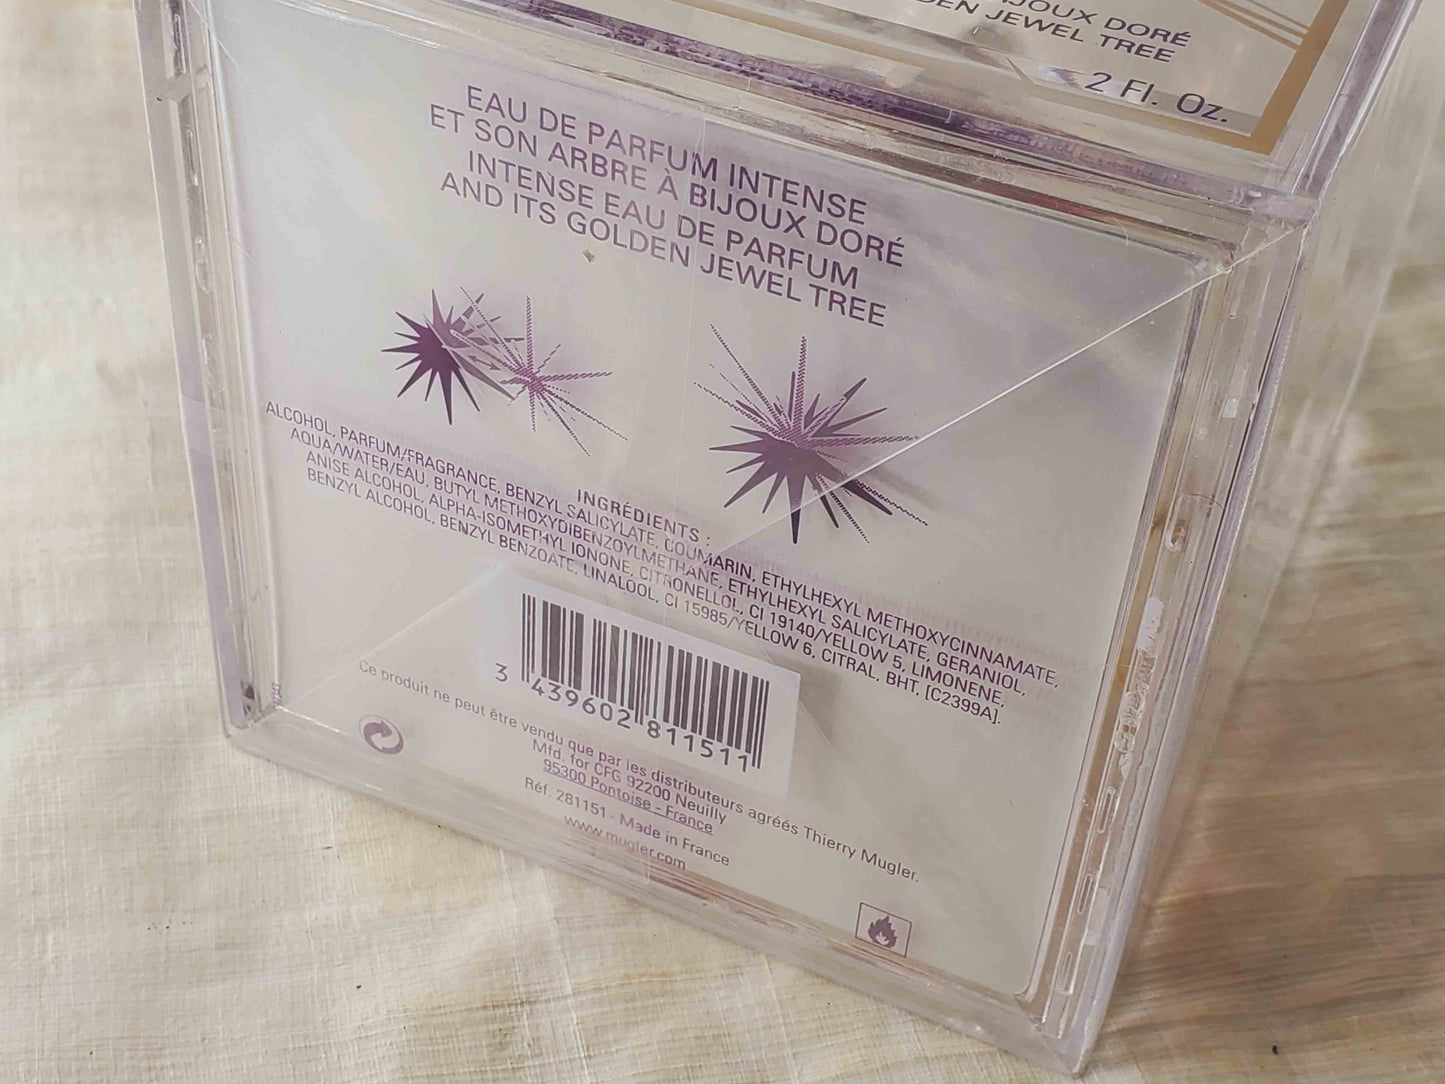 BIJOUX DORÉ
GOLDEN JEWEL TREE
2 Fl. Oz.
EAU DE PARFUM INTENSE
ET SON ARBRE À BIJOUX DORÉ
INTENSE EAU DE PARFUM
AND ITS GOLDEN JEWEL TREE
INGRÉDIENTS :
ALCOHOL, PARFUM/FRAGRANCE, BENZYL SALICYLATE, COUMARIN, ETHYLHEXYL METHOXYCINNAMATE,
AQUA/WATER/EAU, BUTYL METHOXYDIBENZOYLMETHANE, ETHYLHEXYL SALICYLATE, GERANIOL,
ANISE ALCOHOL, ALPHA-ISOMETHYL IONONE, CITRONELLOL, CI 19140/YELLOW 5, LIMONENE,
BENZYL ALCOHOL, BENZYL BENZOATE, LINALOOL, CI 15985/YELLOW 6, CITRAL, BHT, [C2399A].
3 439602 811511
Ce produit ne peut être vendu que par les distributeurs agréés Thierry Mugler.
Mfd. for CFG 92200 Neuilly
95300 Pontoise - France
Réf. 281151 - Made in France
www.mugler.com